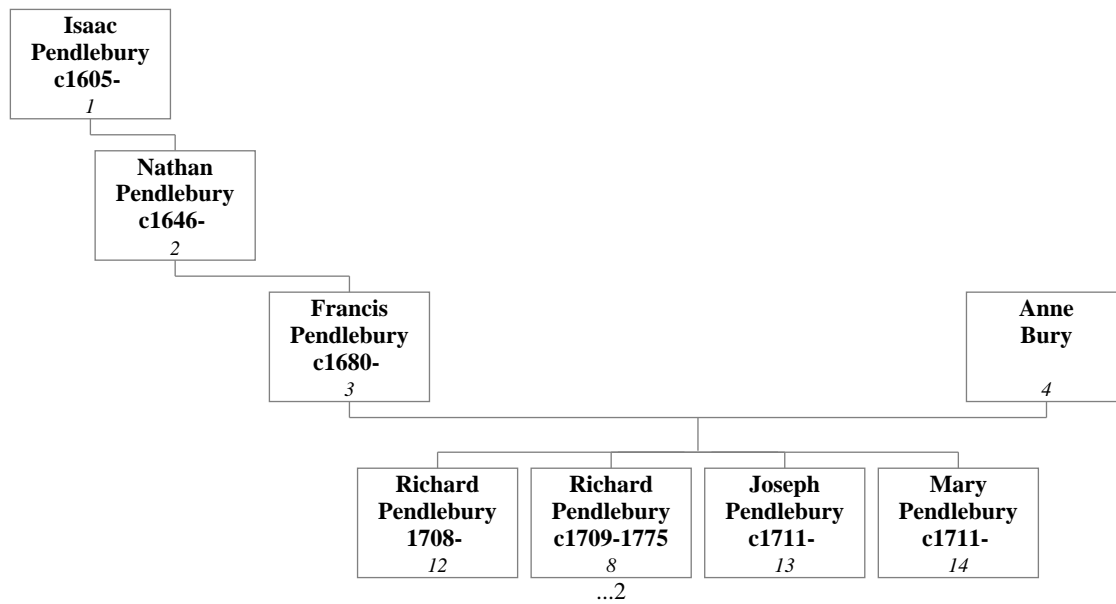 Isaac
Pendlebury
c1605-
1
Nathan
Pendlebury
c1646-
2
Francis
Pendlebury
c1680-
3
Anne
Bury
4
Richard
Pendlebury
1708-
12
Richard
Pendlebury
c1709-1775
8
...2
Joseph
Pendlebury
c1711-
13
Mary
Pendlebury
c1711-
14